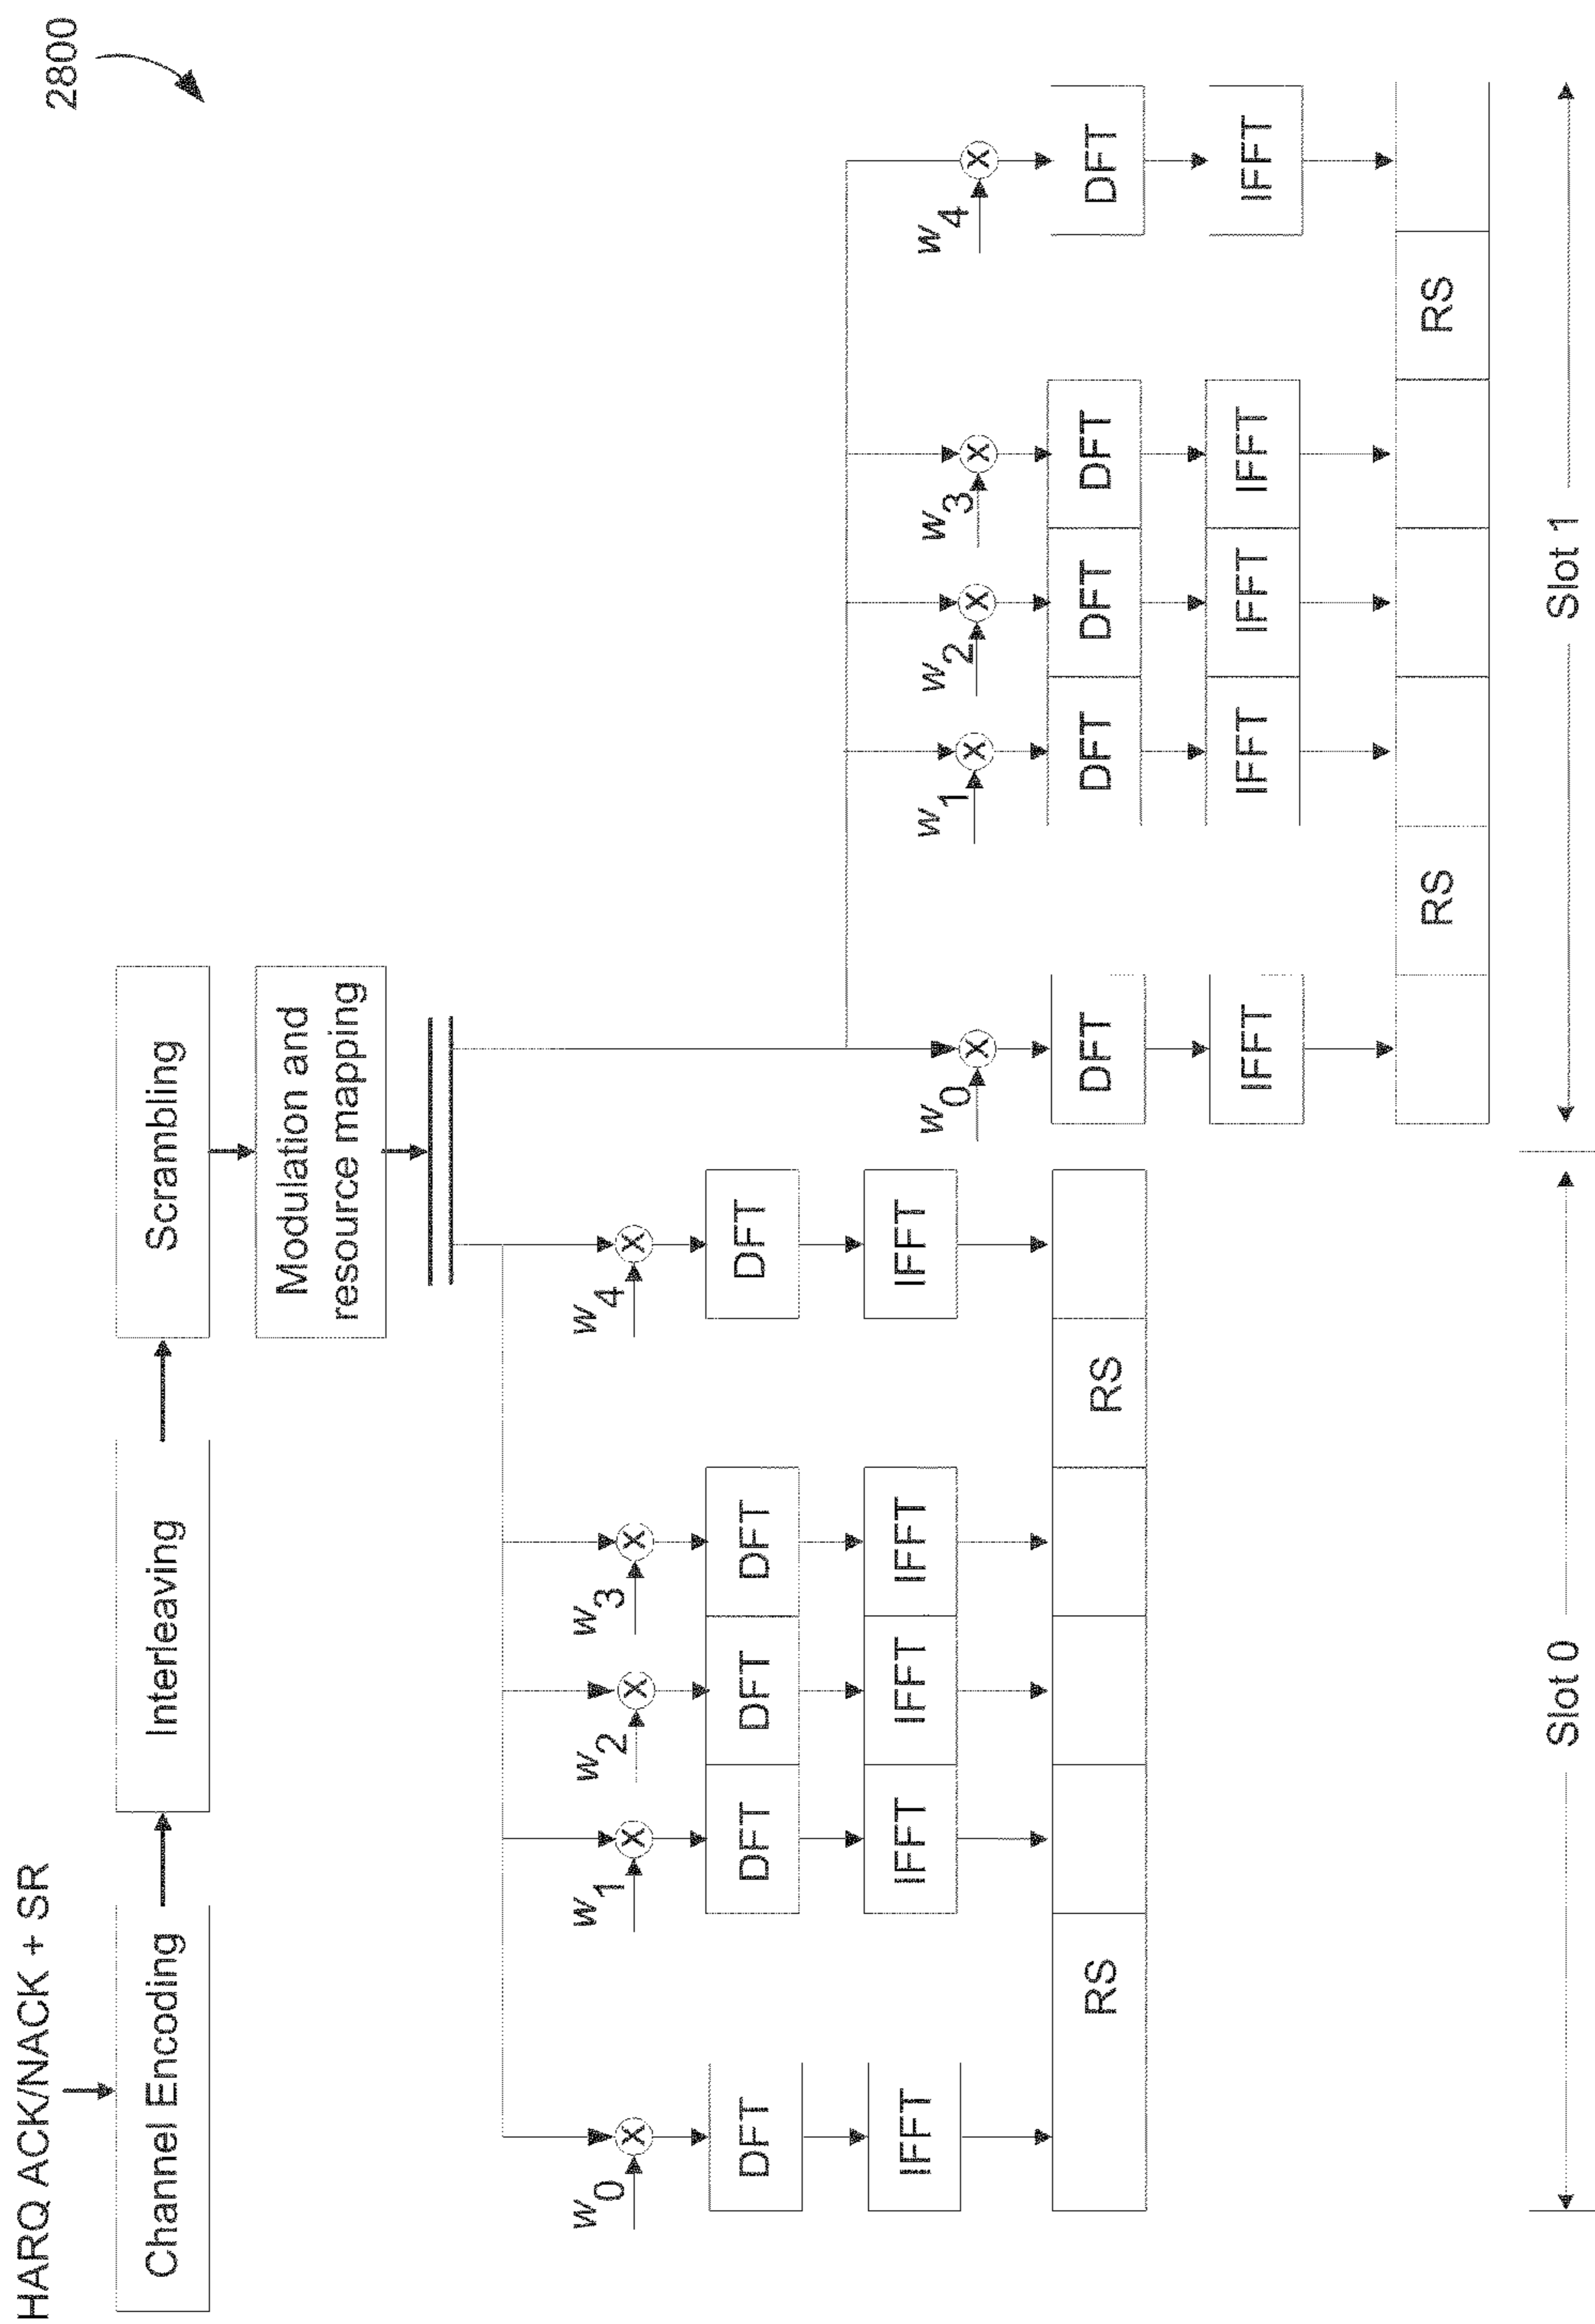 2800
HARQ ACK/NACK + SR
Channel Encoding
Interleaving
Scrambling
Modulation and
resource mapping
w0
w1
w2
w3
w4
DFT
DFT
DFT
DFT
DFT
IFFT
IFFT
IFFT
IFFT
IFFT
RS
RS
w0
w1
w2
w3
w4
DFT
DFT
DFT
DFT
DFT
IFFT
IFFT
IFFT
IFFT
IFFT
RS
RS
Slot 0
Slot 1